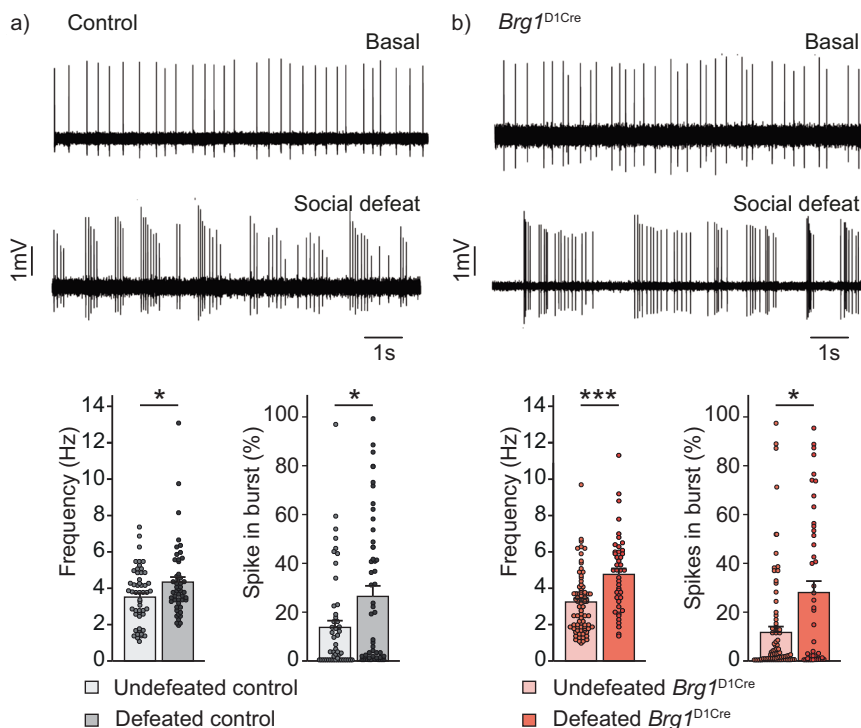 a) Control
Basal
Social defeat
1mV
1s
*
*
Frequency (Hz)
14
12
10
8
6
4
2
0
Spike in burst (%)
100
80
60
40
20
0
Undefeated control
Defeated control
b) Brg1D1Cre
Basal
Social defeat
1mV
1s
***
*
Frequency (Hz)
14
12
10
8
6
4
2
0
Spikes in burst (%)
100
80
60
40
20
0
Undefeated Brg1D1Cre
Defeated Brg1D1Cre